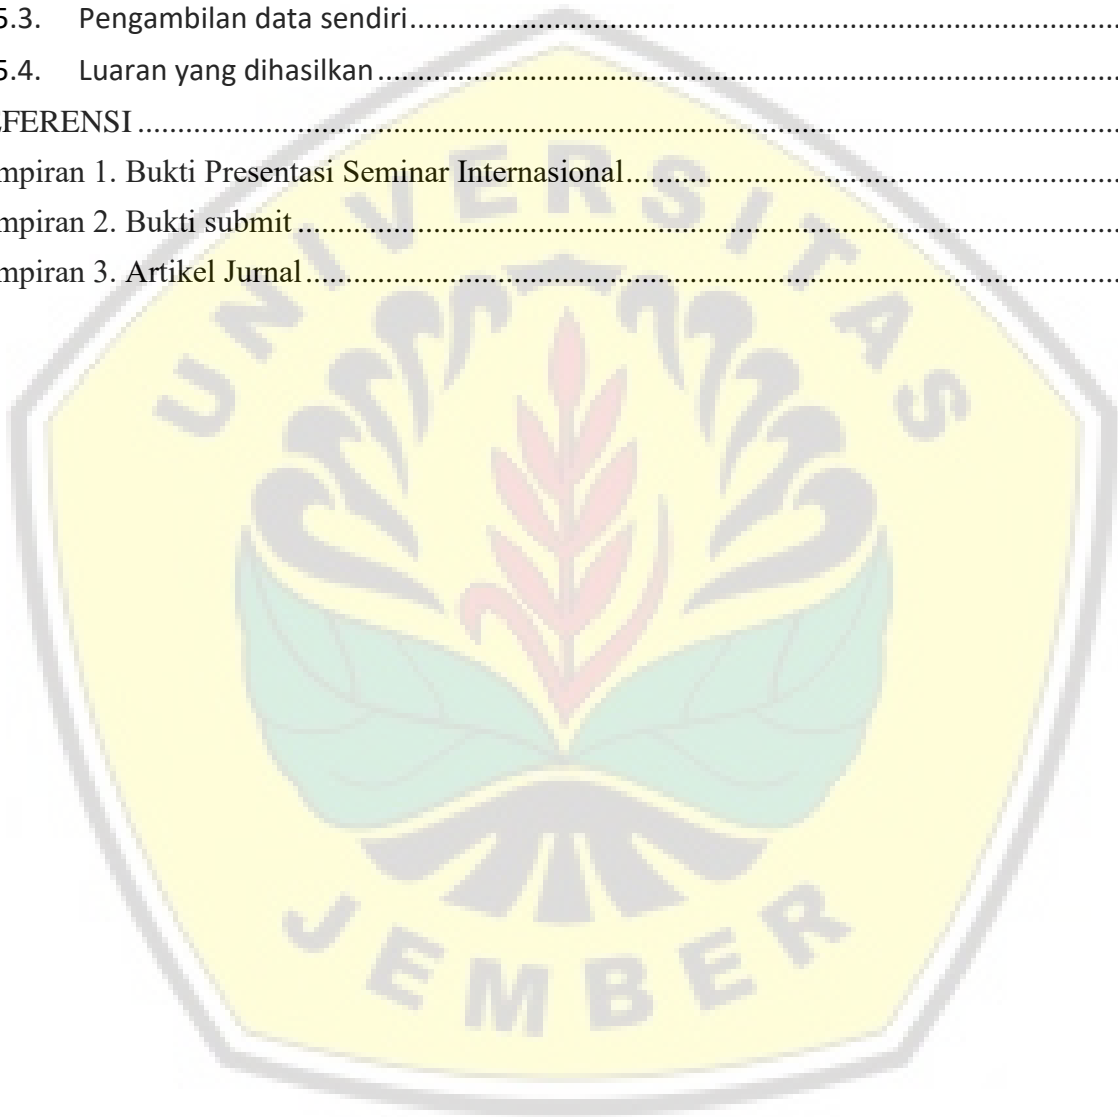 5.3. Pengambilan data sendiri
5.4. Luaran yang dihasilkan
EFERENSI
mpiran 1. Bukti Presentasi Seminar Internasional
mpiran 2. Bukti submit
mpiran 3. Artikel Jurnal
UNIVERSITAS
JEMBER